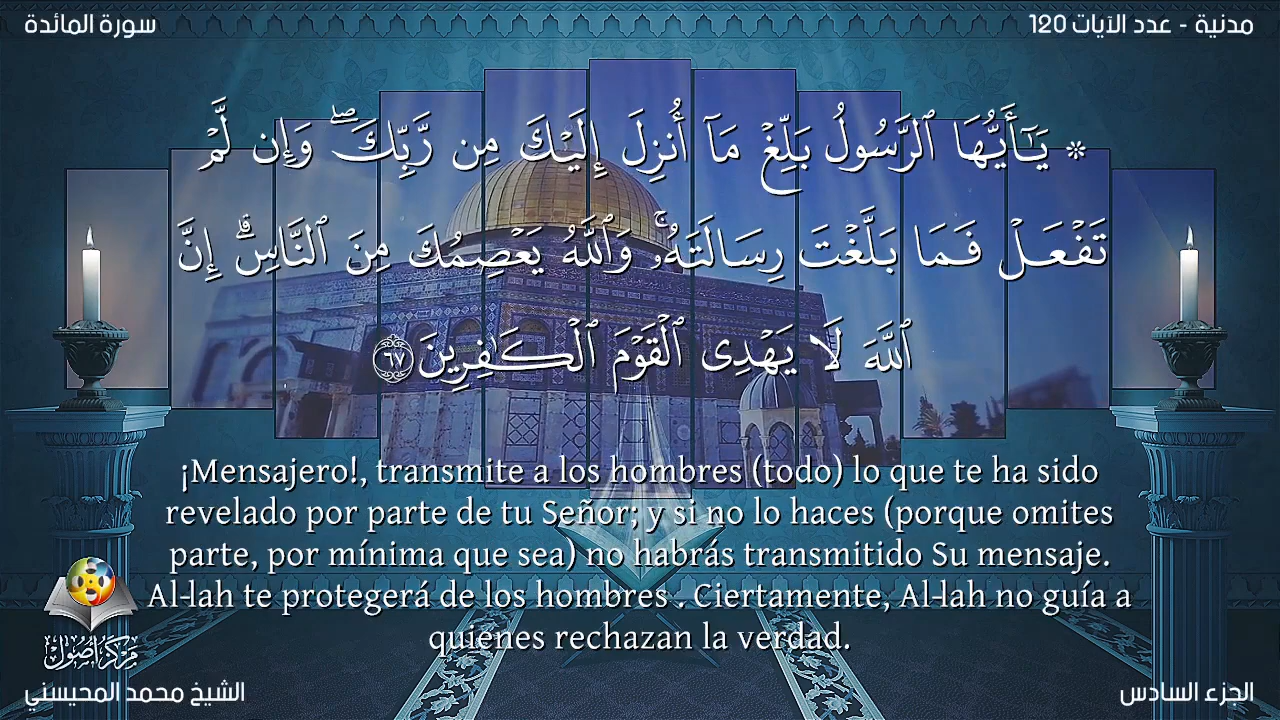 سورة المائدة
مدنية - عدد الآيات 120
۞ يَـٰٓأَيُّهَا ٱلرَّسُولُ بَلِّغْ مَآ أُنزِلَ إِلَيْكَ مِن رَّبِّكَ ۖ وَإِن لَّمْ
تَفْعَلْ فَمَا بَلَّغْتَ رِسَالَتَهُۥ ۚ وَٱللَّهُ يَعْصِمُكَ مِنَ ٱلنَّاسِ ۗ إِنَّ
ٱللَّهَ لَا يَهْدِى ٱلْقَوْمَ ٱلْكَـٰفِرِينَ ٦٧
¡Mensajero!, transmite a los hombres (todo) lo que te ha sido
revelado por parte de tu Señor; y si no lo haces (porque omites
parte, por mínima que sea) no habrás transmitido Su mensaje.
Al-lah te protegerá de los hombres . Ciertamente, Al-lah no guía a
quienes rechazan la verdad.
مركز أصول
الشيخ محمد المحيسني
الجزء السادس